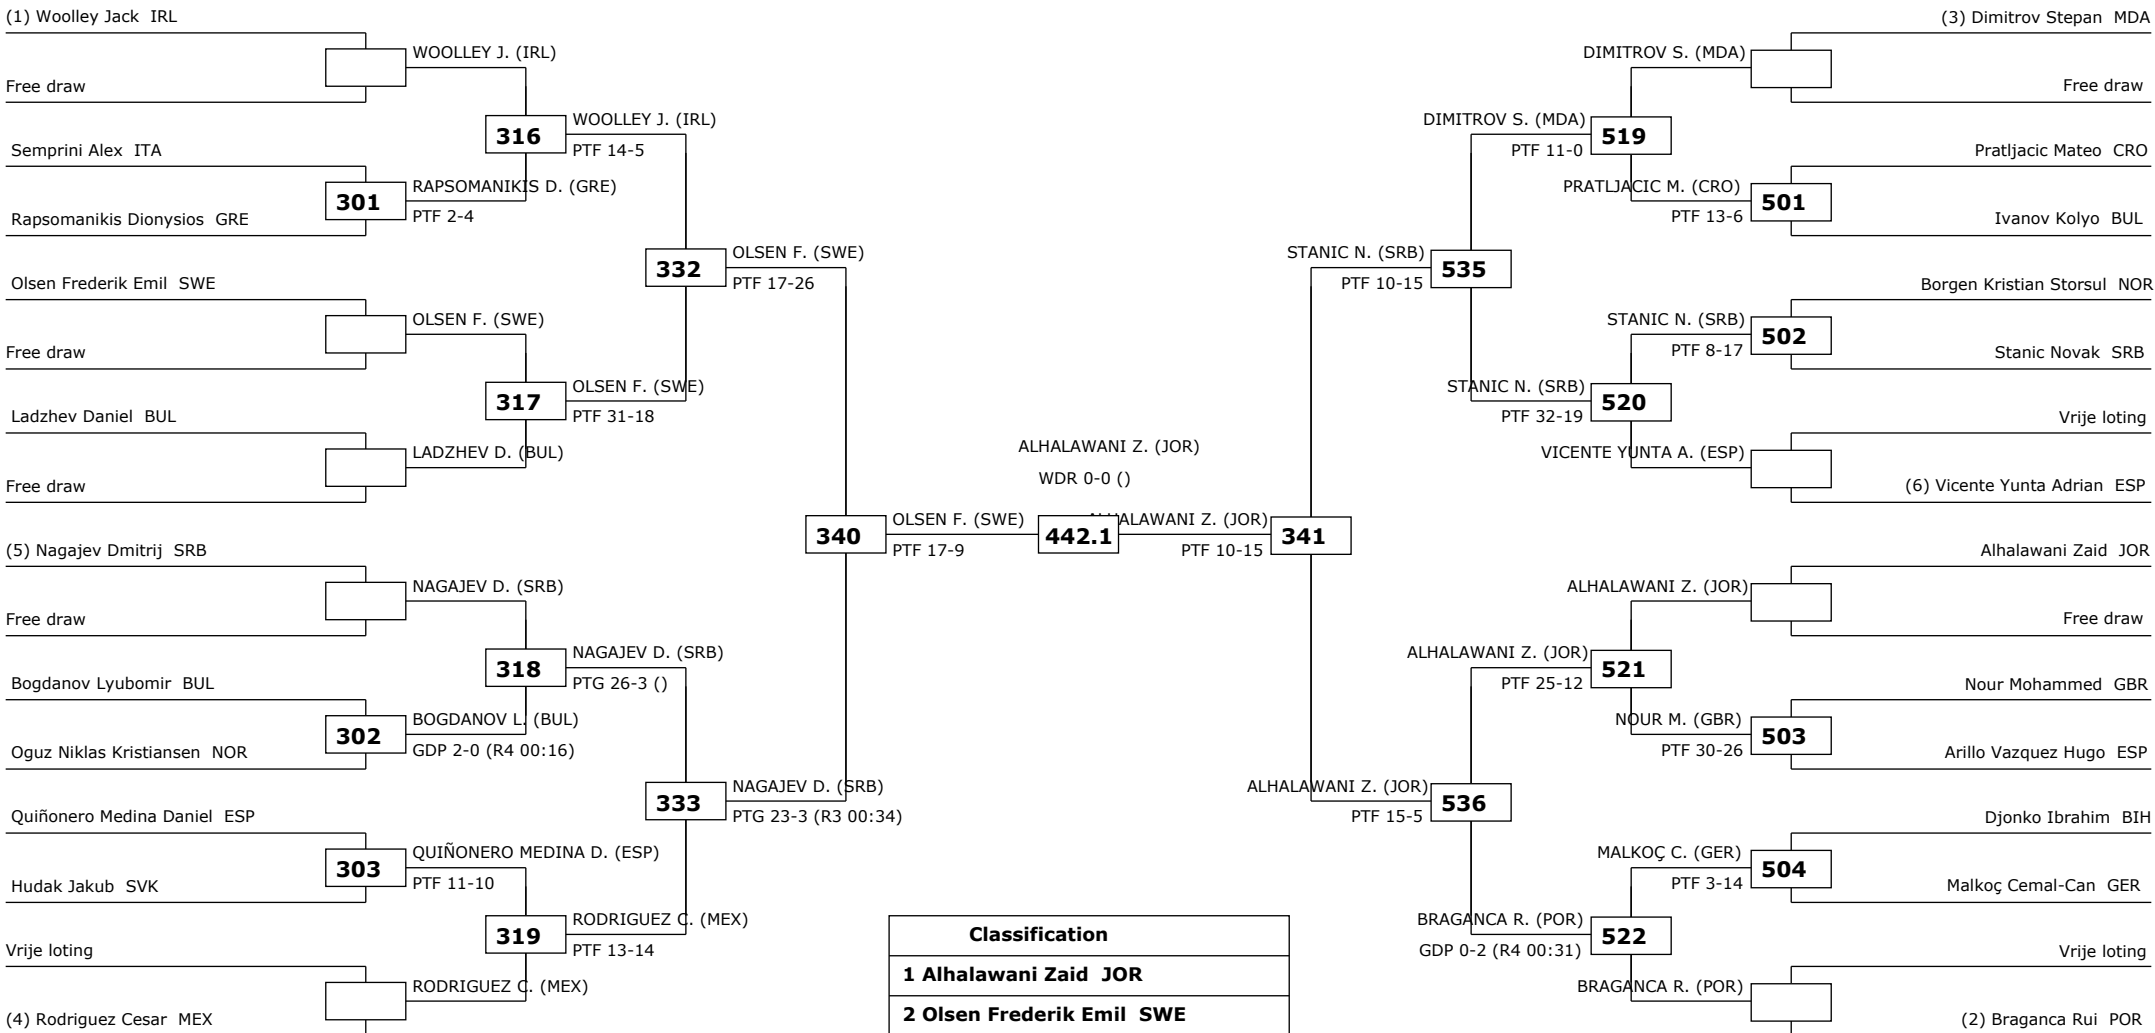 (1) Woolley Jack IRL
WOOLLEY J. (IRL)
Free draw
316
WOOLLEY J. (IRL)
PTF 14-5
Semprini Alex ITA
301
RAPSOMANIKIS D. (GRE)
PTF 2-4
Rapsomanikis Dionysios GRE
332
OLSEN F. (SWE)
PTF 17-26
Olsen Frederik Emil SWE
OLSEN F. (SWE)
Free draw
317
OLSEN F. (SWE)
PTF 31-18
Ladzhev Daniel BUL
LADZHEV D. (BUL)
Free draw
340
OLSEN F. (SWE)
PTF 17-9
(5) Nagajev Dmitrij SRB
NAGAJEV D. (SRB)
Free draw
318
NAGAJEV D. (SRB)
PTG 26-3 ()
Bogdanov Lyubomir BUL
302
BOGDANOV L. (BUL)
GDP 2-0 (R4 00:16)
Oguz Niklas Kristiansen NOR
333
NAGAJEV D. (SRB)
PTG 23-3 (R3 00:34)
Quiñonero Medina Daniel ESP
303
QUIÑONERO MEDINA D. (ESP)
PTF 11-10
Hudak Jakub SVK
319
RODRIGUEZ C. (MEX)
PTF 13-14
Vrije loting
RODRIGUEZ C. (MEX)
(4) Rodriguez Cesar MEX
ALHALAWANI Z. (JOR)
WDR 0-0 ()
442.1
(3) Dimitrov Stepan MDA
DIMITROV S. (MDA)
Free draw
DIMITROV S. (MDA)
519
PTF 11-0
Pratljacic Mateo CRO
PRATLJACIC M. (CRO)
501
PTF 13-6
Ivanov Kolyo BUL
STANIC N. (SRB)
535
PTF 10-15
Borgen Kristian Storsul NOR
STANIC N. (SRB)
502
PTF 8-17
Stanic Novak SRB
STANIC N. (SRB)
520
PTF 32-19
Vrije loting
VICENTE YUNTA A. (ESP)
(6) Vicente Yunta Adrian ESP
ALHALAWANI Z. (JOR)
341
PTF 10-15
Alhalawani Zaid JOR
ALHALAWANI Z. (JOR)
Free draw
ALHALAWANI Z. (JOR)
521
PTF 25-12
Nour Mohammed GBR
NOUR M. (GBR)
503
PTF 30-26
Arillo Vazquez Hugo ESP
ALHALAWANI Z. (JOR)
536
PTF 15-5
Djonko Ibrahim BIH
MALKOÇ C. (GER)
504
PTF 3-14
Malkoç Cemal-Can GER
BRAGANCA R. (POR)
522
GDP 0-2 (R4 00:31)
Vrije loting
BRAGANCA R. (POR)
(2) Braganca Rui POR
Classification
1 Alhalawani Zaid JOR
2 Olsen Frederik Emil SWE